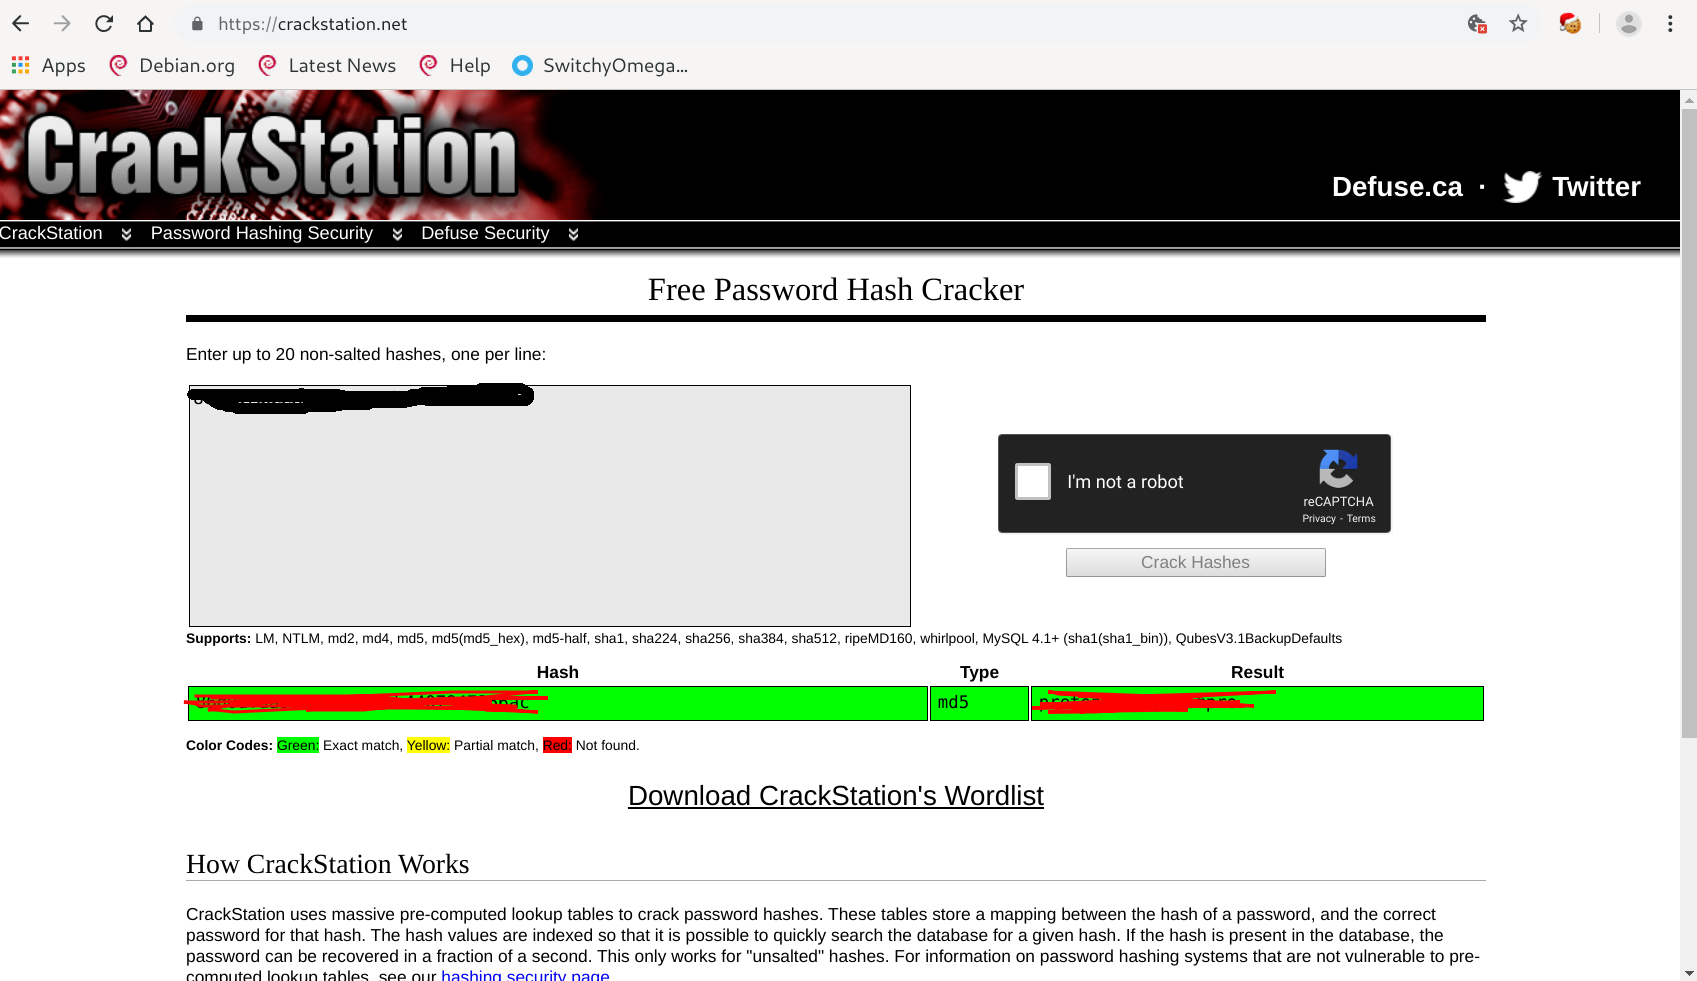 https://crackstation.net
Apps Debian.org Latest News Help SwitchyOmega...
CrackStation
Defuse.ca · Twitter
CrackStation Password Hashing Security Defuse Security
Free Password Hash Cracker
Enter up to 20 non-salted hashes, one per line:
I'm not a robot
reCAPTCHA
Privacy - Terms
Crack Hashes
Supports: LM, NTLM, md2, md4, md5, md5(md5_hex), md5-half, sha1, sha224, sha256, sha384, sha512, ripeMD160, whirlpool, MySQL 4.1+ (sha1(sha1_bin)), QubesV3.1BackupDefaults
Hash Type Result
md5
Color Codes: Green: Exact match, Yellow: Partial match, Red: Not found.
Download CrackStation's Wordlist
How CrackStation Works
CrackStation uses massive pre-computed lookup tables to crack password hashes. These tables store a mapping between the hash of a password, and the correct
password for that hash. The hash values are indexed so that it is possible to quickly search the database for a given hash. If the hash is present in the database, the
password can be recovered in a fraction of a second. This only works for "unsalted" hashes. For information on password hashing systems that are not vulnerable to pre-
computed lookup tables, see our hashing security page.